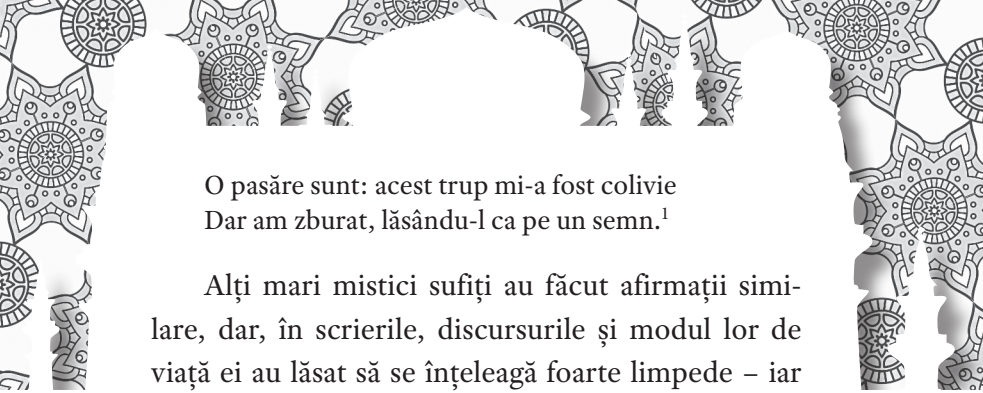 O pasăre sunt: acest trup mi-a fost colivie
Dar am zburat, lăsându-l ca pe un semn.¹
Alți mari mistici sufiți au făcut afirmații simi-
lare, dar, în scrierile, discursurile și modul lor de
viață ei au lăsat să se înțeleagă foarte limpede – iar